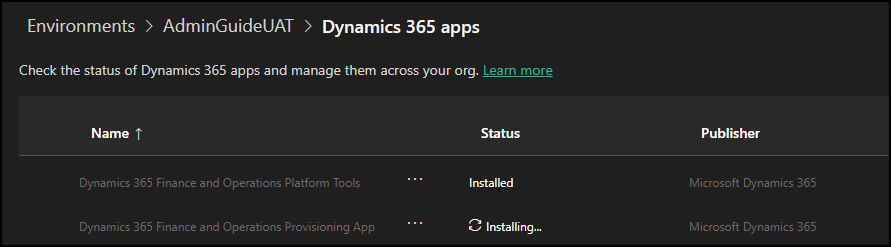 Environments > AdminGuideUAT > Dynamics 365 apps
Check the status of Dynamics 365 apps and manage them across your org. Learn more
Name ↑ Status Publisher
Dynamics 365 Finance and Operations Platform Tools ... Installed Microsoft Dynamics 365
Dynamics 365 Finance and Operations Provisioning App ... Installing... Microsoft Dynamics 365